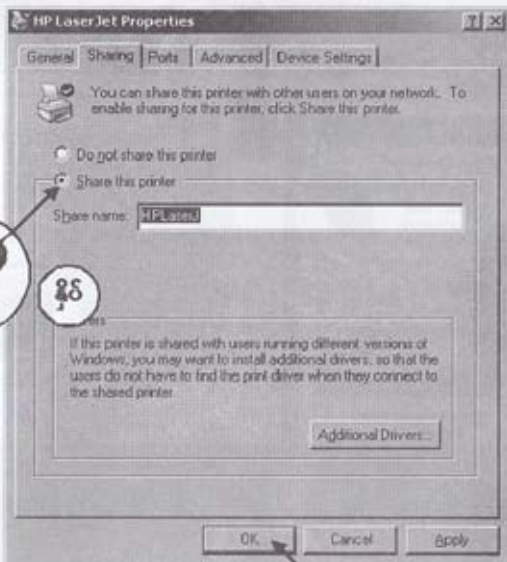 HP LaserJet Properties
General Sharing Ports Advanced Device Settings
You can share this printer with other users on your network. To
enable sharing for this printer, click Share this printer.
Do not share this printer
Share this printer
Share name: HPLaserJ
If this printer is shared with users running different versions of
Windows, you may want to install additional drivers, so that the
users do not have to find the print driver when they connect to
the shared printer.
Additional Drivers...
OK Cancel Apply